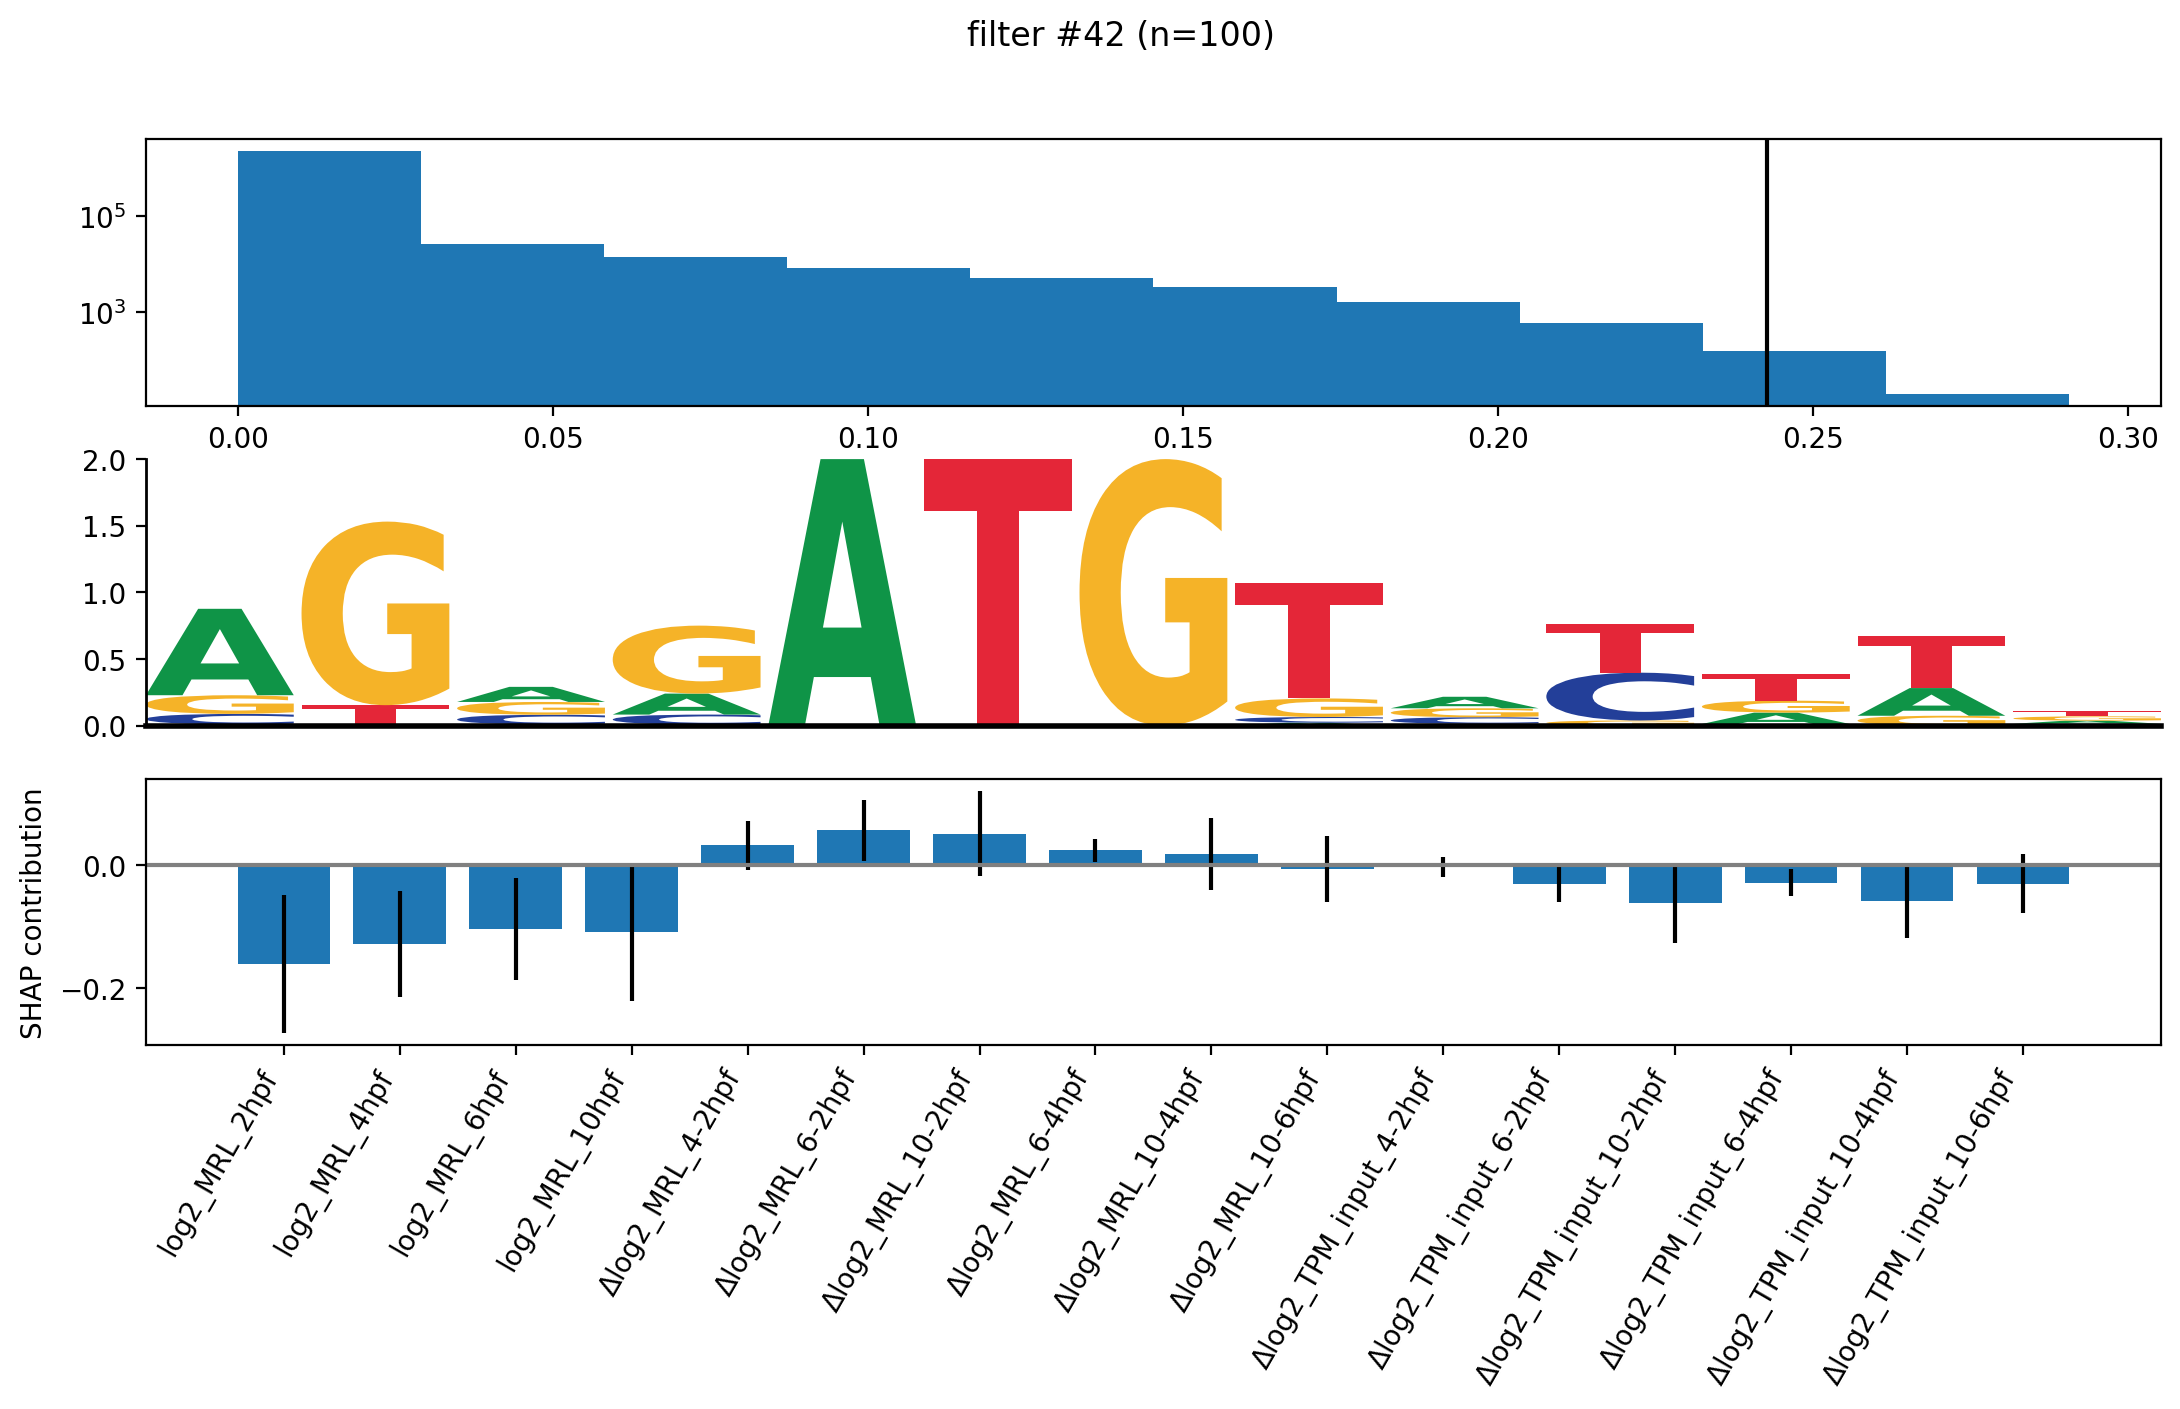 filter #42 (n=100)
10^5
10^3
0.00 0.05 0.10 0.15 0.20 0.25 0.30
2.0
1.5
1.0
0.5
0.0
A G A G A T G T A T T T T
G T G A G G C G A G
C C C C C G A G A
SHAP contribution
0.0
−0.2
log2_MRL_2hpf
log2_MRL_4hpf
log2_MRL_6hpf
log2_MRL_10hpf
Δlog2_MRL_4-2hpf
Δlog2_MRL_6-2hpf
Δlog2_MRL_10-2hpf
Δlog2_MRL_6-4hpf
Δlog2_MRL_10-4hpf
Δlog2_MRL_10-6hpf
Δlog2_TPM_input_4-2hpf
Δlog2_TPM_input_6-2hpf
Δlog2_TPM_input_10-2hpf
Δlog2_TPM_input_6-4hpf
Δlog2_TPM_input_10-4hpf
Δlog2_TPM_input_10-6hpf